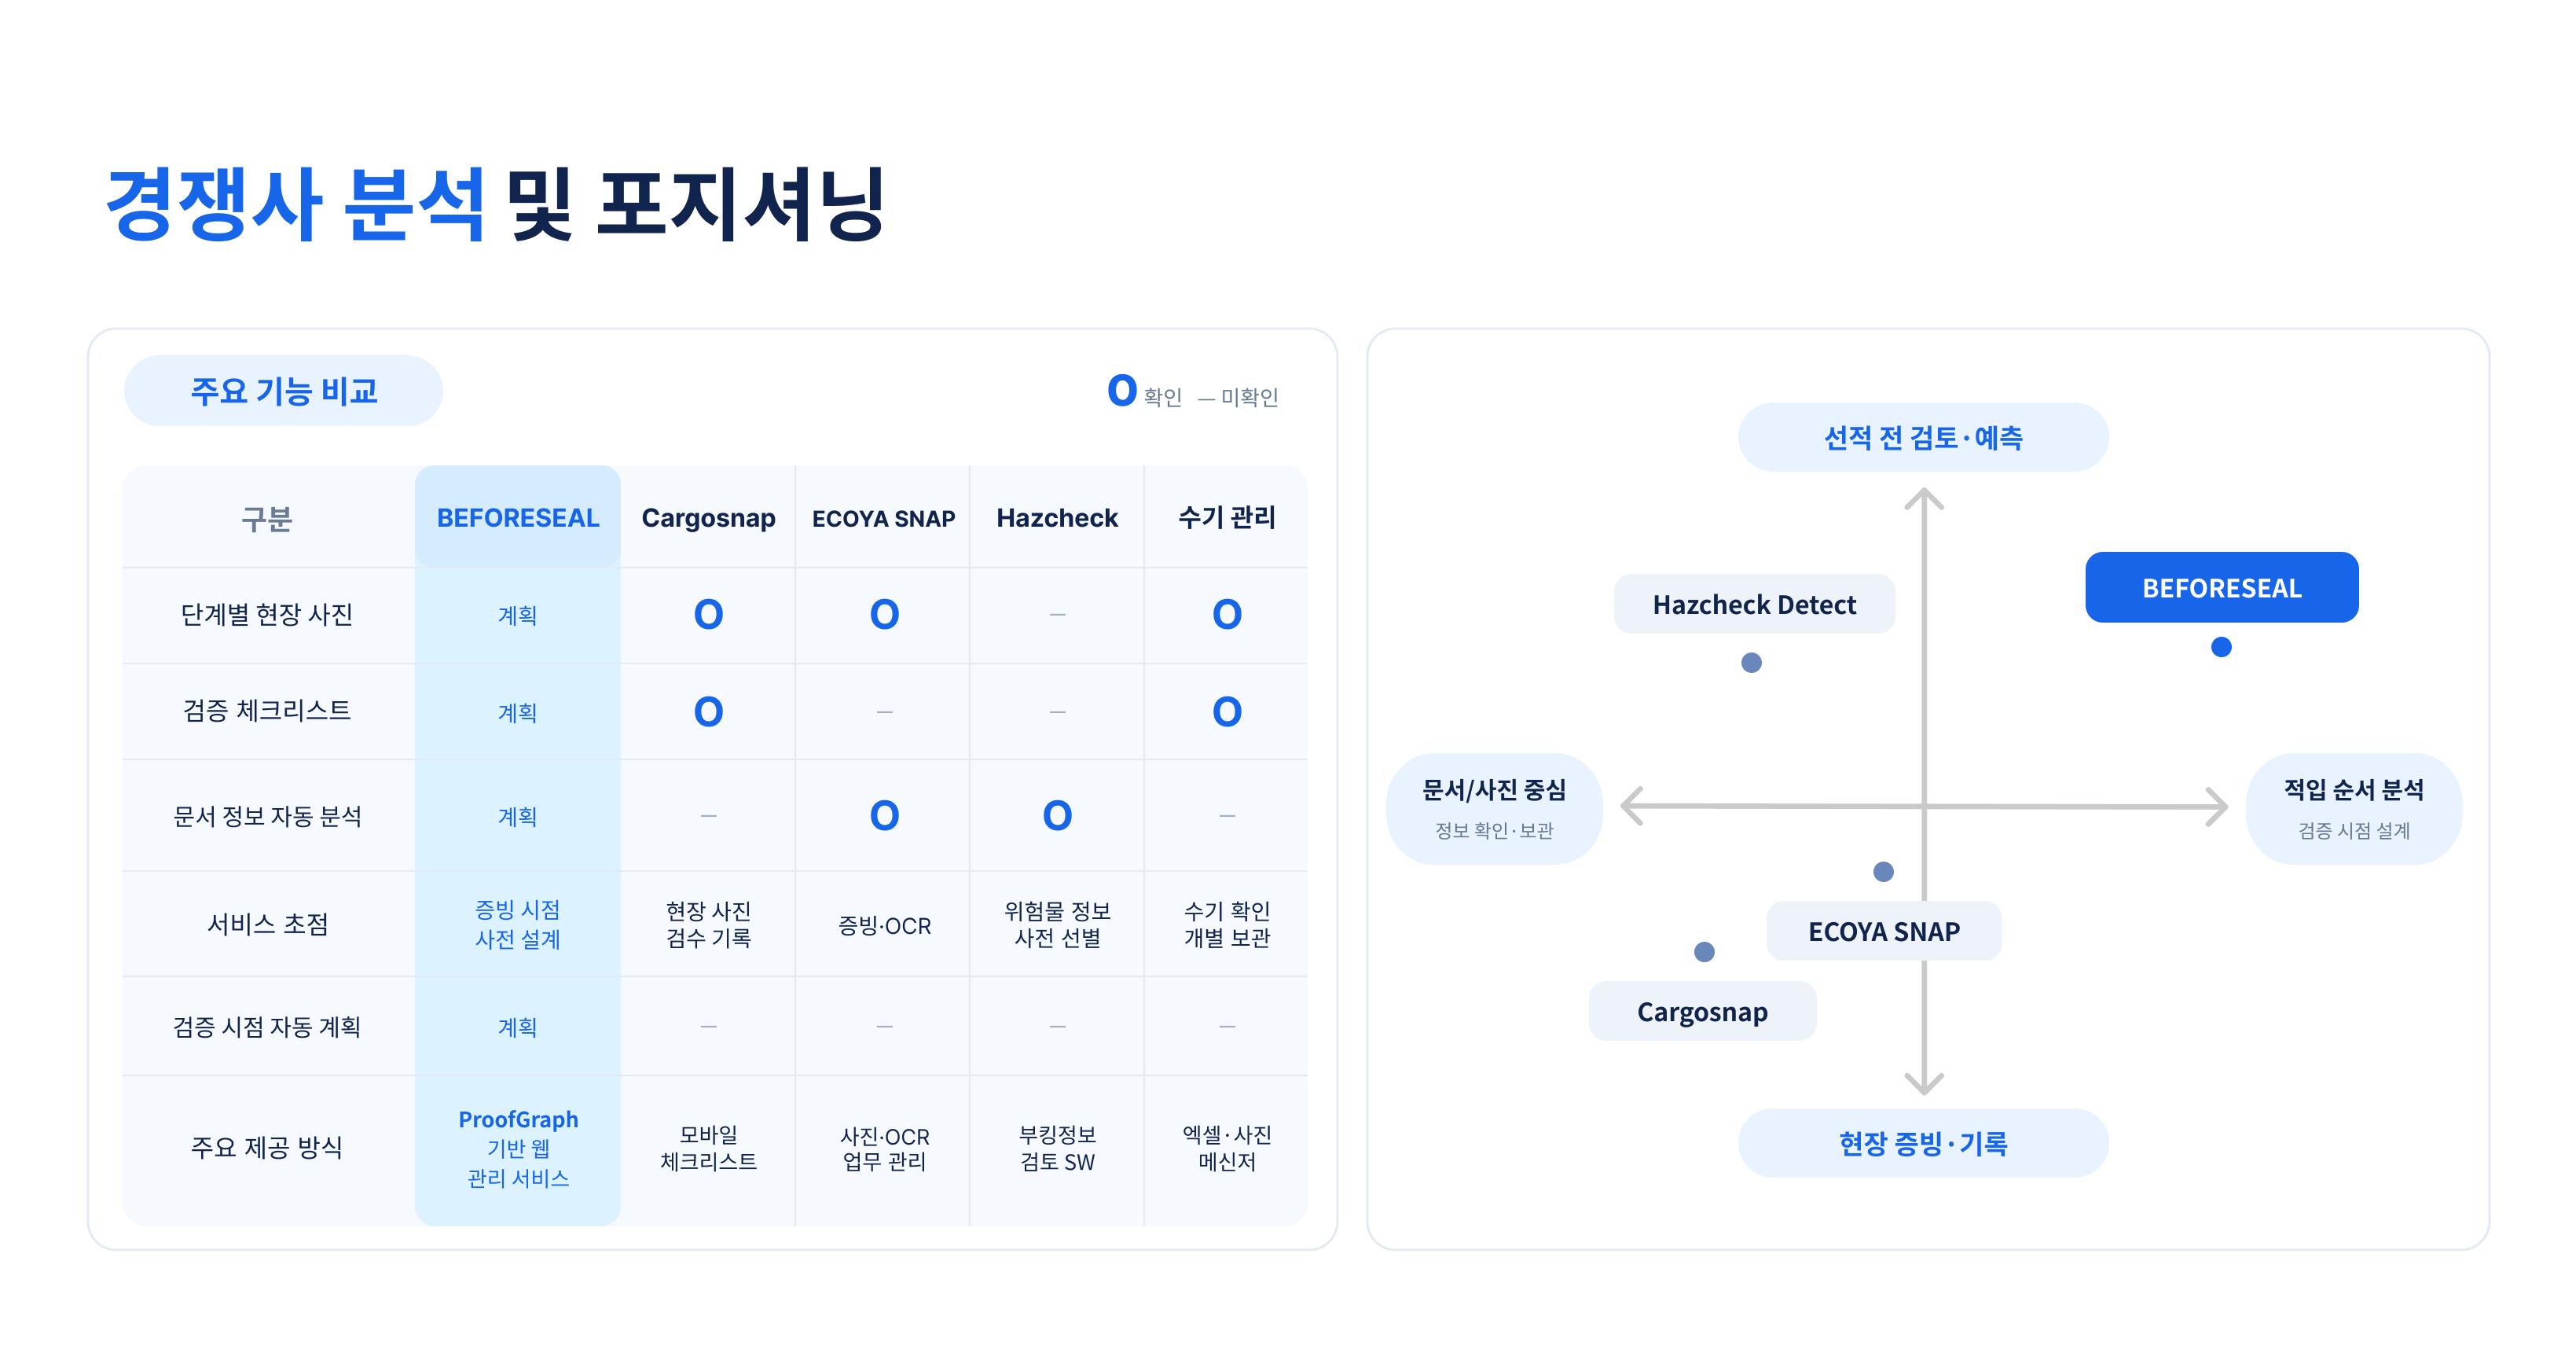 경쟁사 분석 및 포지셔닝
주요 기능 비교
O 확인 — 미확인
구분 BEFORESEAL Cargosnap ECOYA SNAP Hazcheck 수기 관리
단계별 현장 사진 계획 O O — O
검증 체크리스트 계획 O — — O
문서 정보 자동 분석 계획 — O O —
서비스 초점
증빙 시점
사전 설계
현장 사진
검수 기록
증빙·OCR
위험물 정보
사전 선별
수기 확인
개별 보관
검증 시점 자동 계획 계획 — — — —
주요 제공 방식
ProofGraph
기반 웹
관리 서비스
모바일
체크리스트
사진·OCR
업무 관리
부킹정보
검토 SW
엑셀·사진
메신저
선적 전 검토·예측
BEFORESEAL
Hazcheck Detect
문서/사진 중심
정보 확인·보관
적입 순서 분석
검증 시점 설계
ECOYA SNAP
Cargosnap
현장 증빙·기록